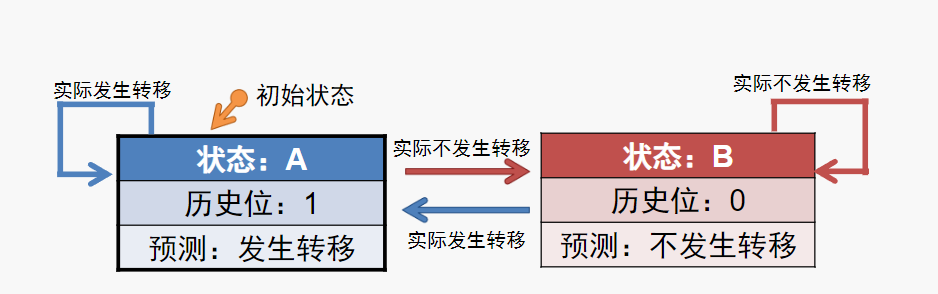 实际发生转移
初始状态
实际不发生转移
状态：A
历史位：1
预测：发生转移
实际不发生转移
实际发生转移
状态：B
历史位：0
预测：不发生转移